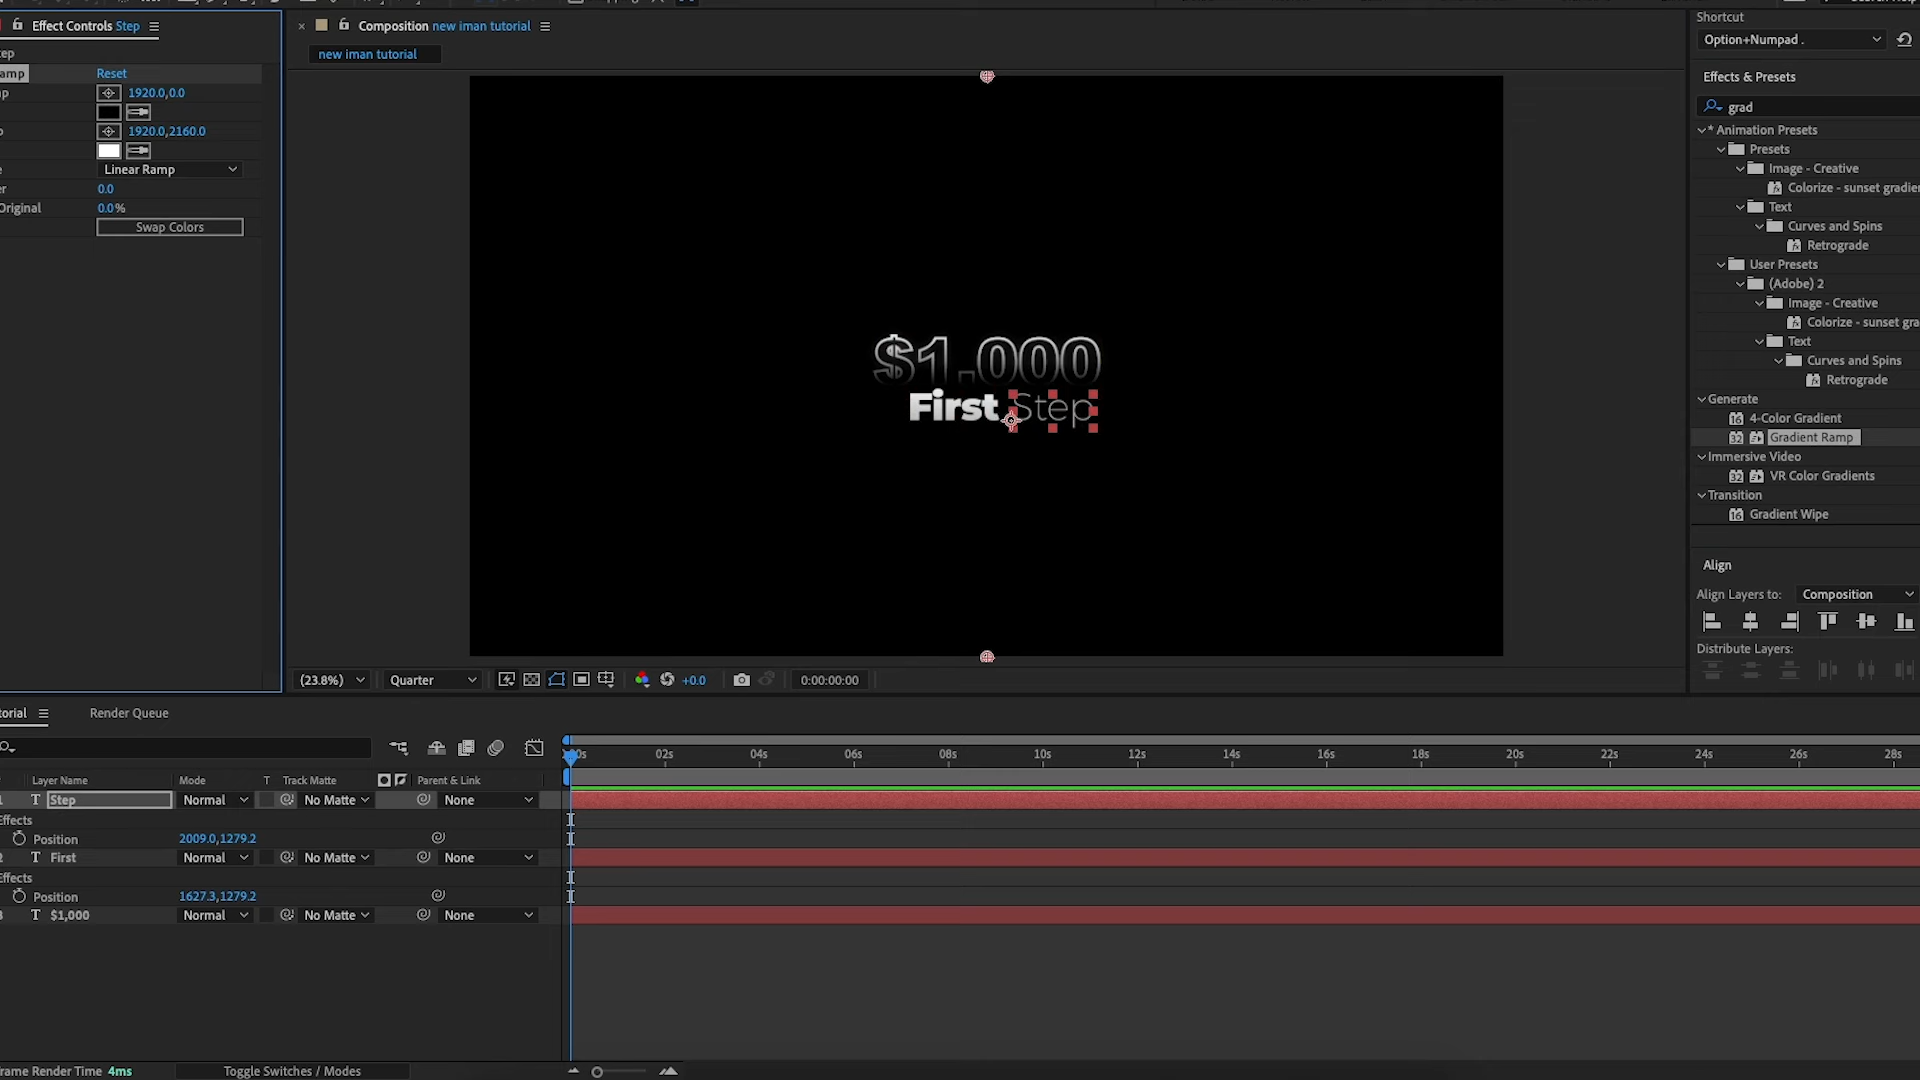 Effect Controls Step
Composition new iman tutorial
new iman tutorial
Reset
1920.0,0.0
1920.0,2160.0
Linear Ramp
0.0
Original
0.0%
Swap Colors
$1,000
First Step
(23.8%)
Quarter
+0.0
0:00:00:00
Shortcut
Option+Numpad .
Effects & Presets
grad
* Animation Presets
Presets
Image - Creative
Colorize - sunset gradie
Text
Curves and Spins
Retrograde
User Presets
(Adobe) 2
Image - Creative
Colorize - sunset gra
Text
Curves and Spins
Retrograde
Generate
16 4-Color Gradient
32 Gradient Ramp
Immersive Video
32 VR Color Gradients
Transition
16 Gradient Wipe
Align
Align Layers to: Composition
Distribute Layers:
torial
Render Queue
02s 04s 06s 08s 10s 12s 14s 16s 18s 20s 22s 24s 26s 28s
Layer Name Mode T Track Matte Parent & Link
1 T Step Normal No Matte None
Effects
Position 2009.0,1279.2
2 T First Normal No Matte None
Effects
Position 1627.3,1279.2
3 T $1,000 Normal No Matte None
rame Render Time 4ms
Toggle Switches / Modes